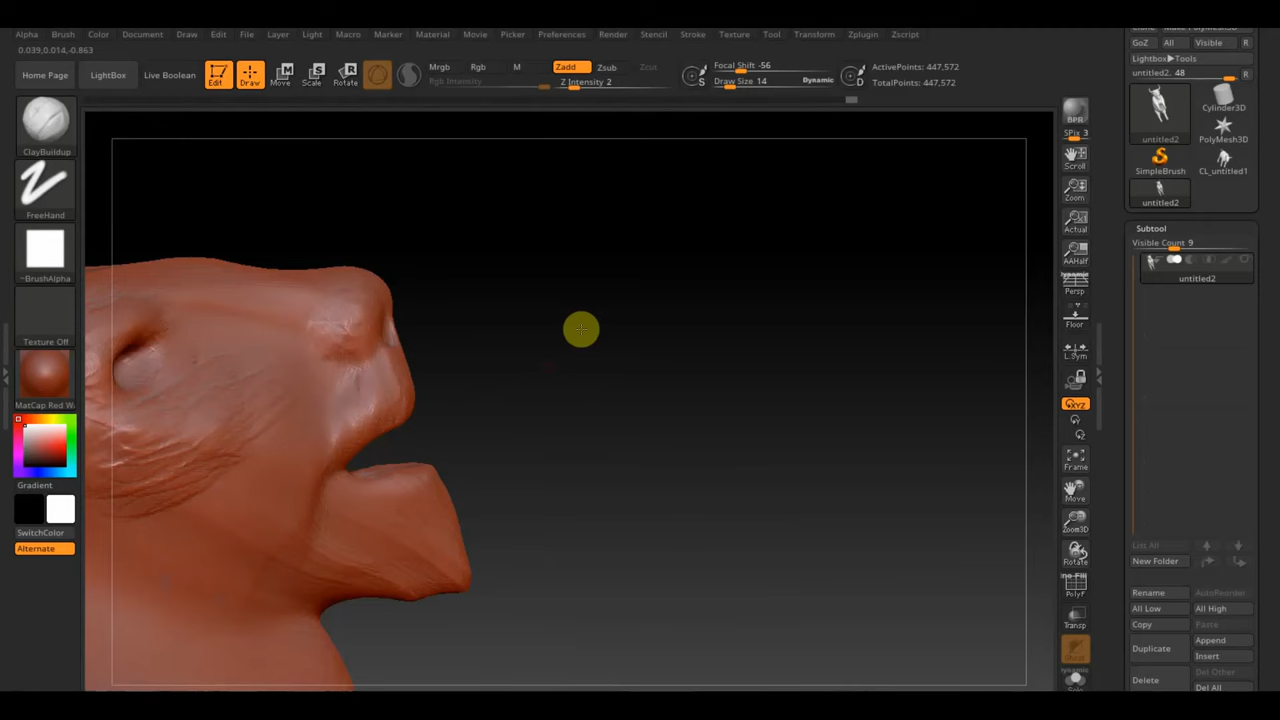 Alpha Brush Color Document Draw Edit File Layer Light Macro Marker Material Movie Picker Preferences Render Stencil Stroke Texture Tool Transform Zplugin Zscript
0.039,0.014,-0.863
Home Page LightBox Live Boolean Edit Draw Move Scale Rotate
Mrgb Rgb M Zadd Zsub Zcut
Rgb Intensity Z Intensity 2
Focal Shift -56
Draw Size 14 Dynamic
S D
ActivePoints: 447,572
TotalPoints: 447,572
ClayBuildup
FreeHand
~BrushAlpha
Texture Off
MatCap Red W
Gradient
SwitchColor
Alternate
BPR
SPix 3
Scroll
Zoom
Actual
AAHalf
Dynamic
Persp
Floor
L.Sym
XYZ
Y
Z
Frame
Move
Zoom3D
Rotate
PolyF
Transp
Ghost
Solo
GoZ All Visible R
Lightbox▶Tools
untitled2. 48 R
untitled2 Cylinder3D
PolyMesh3D
SimpleBrush CL_untitled1
untitled2
Subtool
Visible Count 9
untitled2
List All
New Folder
Rename AutoReorder
All Low All High
Copy Paste
Duplicate Append
Insert
Delete Del Other
Del All